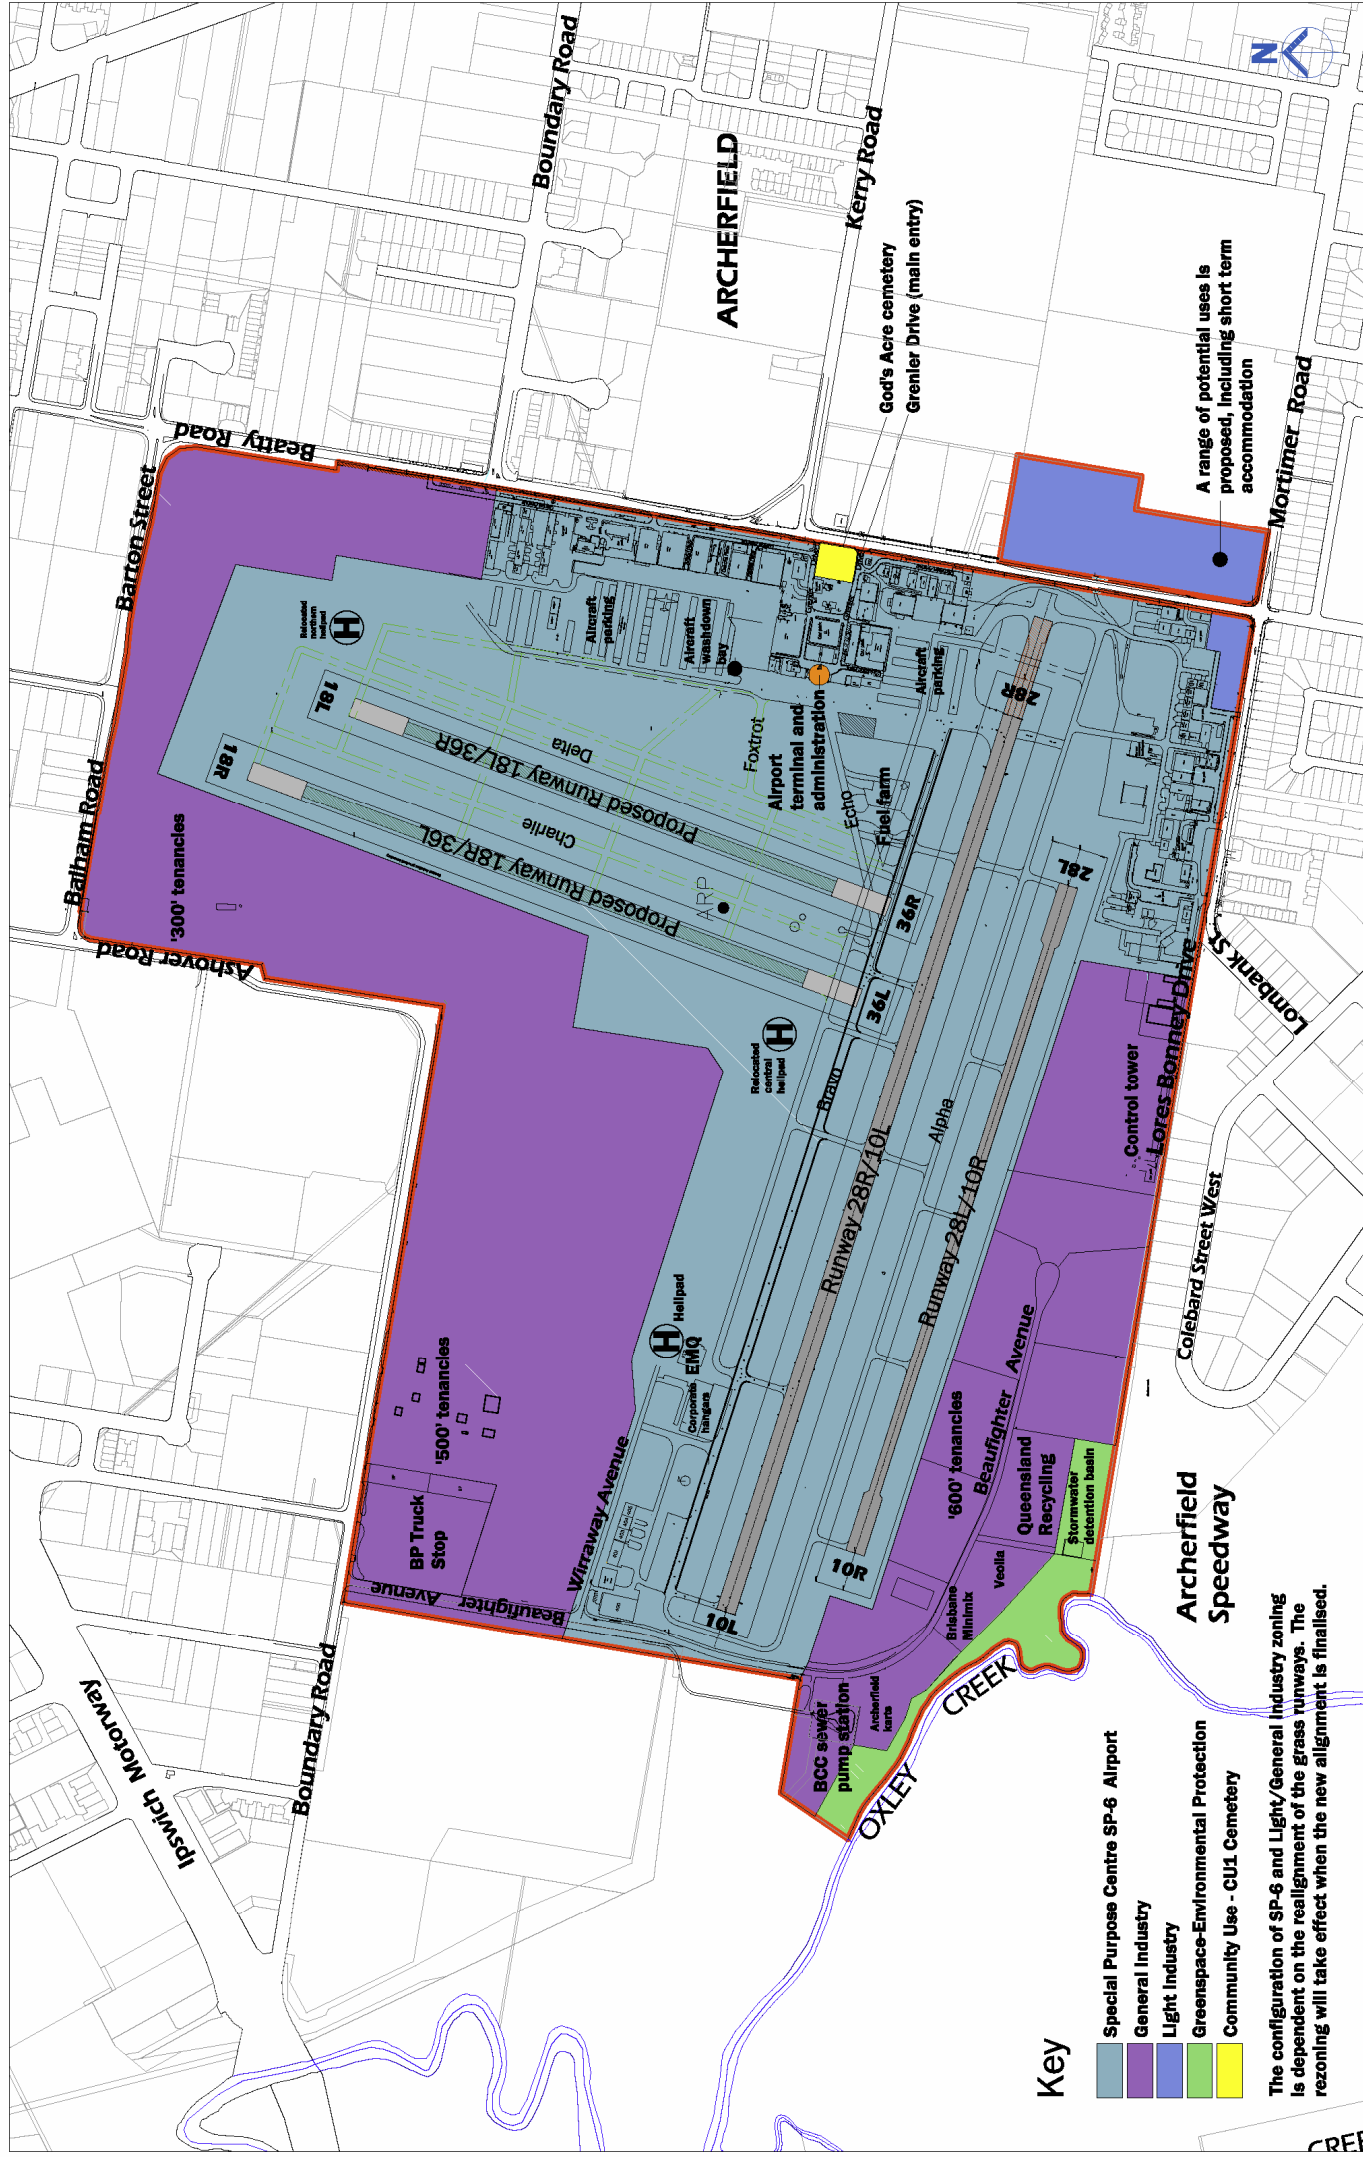 Ipswich Motorway
Boundary Road
Boundary Road
Ashover Road
Balham Road
Barton Street
Beatty Road
Kerry Road
ARCHERFIELD
N
'300' tenancies
Relocated
northern
helipad
H
18R
18L
Proposed Runway 18R/36L
Proposed Runway 18L/36R
Charlie
Delta
Foxtrot
Echo
ARP
36L
36R
Aircraft
parking
Aircraft
washdown
bay
Airport
terminal and
administration
Fuel farm
Aircraft
parking
God's Acre cemetery
Grenier Drive (main entry)
A range of potential uses is
proposed, including short term
accommodation
Mortimer Road
BP Truck
Stop
'500' tenancies
Beaufighter Avenue
Wirraway Avenue
Corporate
hangars
EMQ
H
Helipad
Relocated
central
helipad
H
Bravo
10L
Runway 28R/10L
28R
Alpha
10R
Runway 28L/10R
28L
BCC sewer
pump station
Archerfield
karts
Brisbane
Minimix
Veolia
'600' tenancies
Beaufighter Avenue
Queensland
Recycling
Stormwater
detention basin
Control tower
Lores Bonney Drive
Lombank St
Colebard Street West
Archerfield
Speedway
OXLEY CREEK
Key
Special Purpose Centre SP-6 Airport
General Industry
Light Industry
Greenspace-Environmental Protection
Community Use - CU1 Cemetery
The configuration of SP-6 and Light/General Industry zoning
is dependent on the realignment of the grass runways. The
rezoning will take effect when the new alignment is finalised.